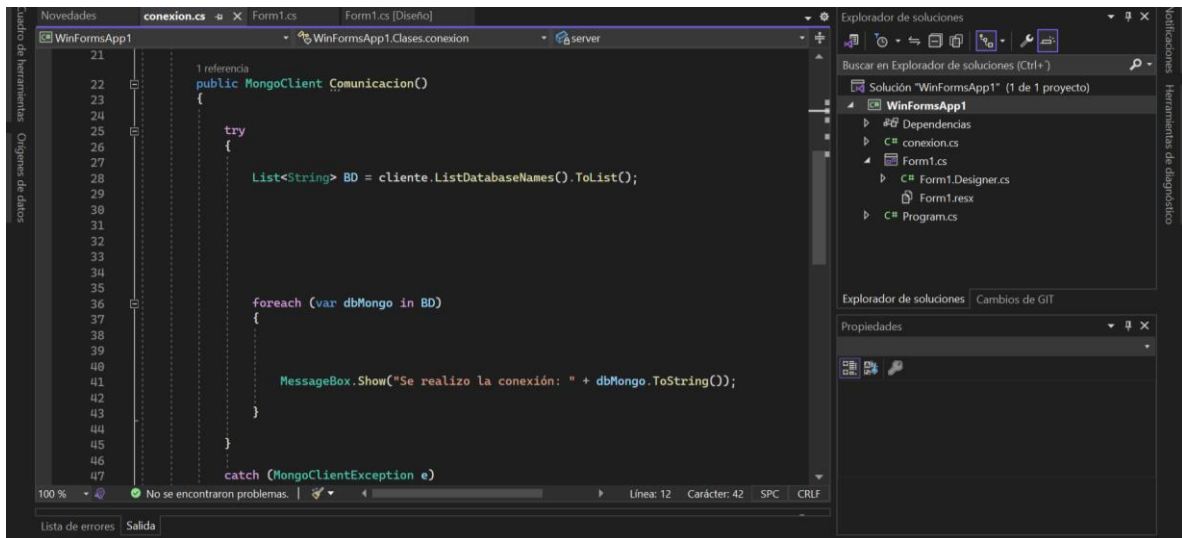 Novedades
conexion.cs
Form1.cs
Form1.cs [Diseño]
WinFormsApp1
WinFormsApp1.Clases.conexion
server
21
1 referencia
22 public MongoClient Comunicacion()
23 {
24
25 try
26 {
27
28 List<String> BD = cliente.ListDatabaseNames().ToList();
29
30
31
32
33
34
35
36 foreach (var dbMongo in BD)
37 {
38
39
40
41 MessageBox.Show("Se realizo la conexión: " + dbMongo.ToString());
42
43 }
44
45 }
46
47 catch (MongoClientException e)
100 %
No se encontraron problemas.
Línea: 12 Carácter: 42 SPC CRLF
Lista de errores Salida
Cuadro de herramientas
Orígenes de datos
Explorador de soluciones
Buscar en Explorador de soluciones (Ctrl+´)
Solución "WinFormsApp1" (1 de 1 proyecto)
WinFormsApp1
Dependencias
C# conexion.cs
Form1.cs
C# Form1.Designer.cs
Form1.resx
C# Program.cs
Explorador de soluciones Cambios de GIT
Propiedades
Notificaciones
Herramientas de diagnóstico